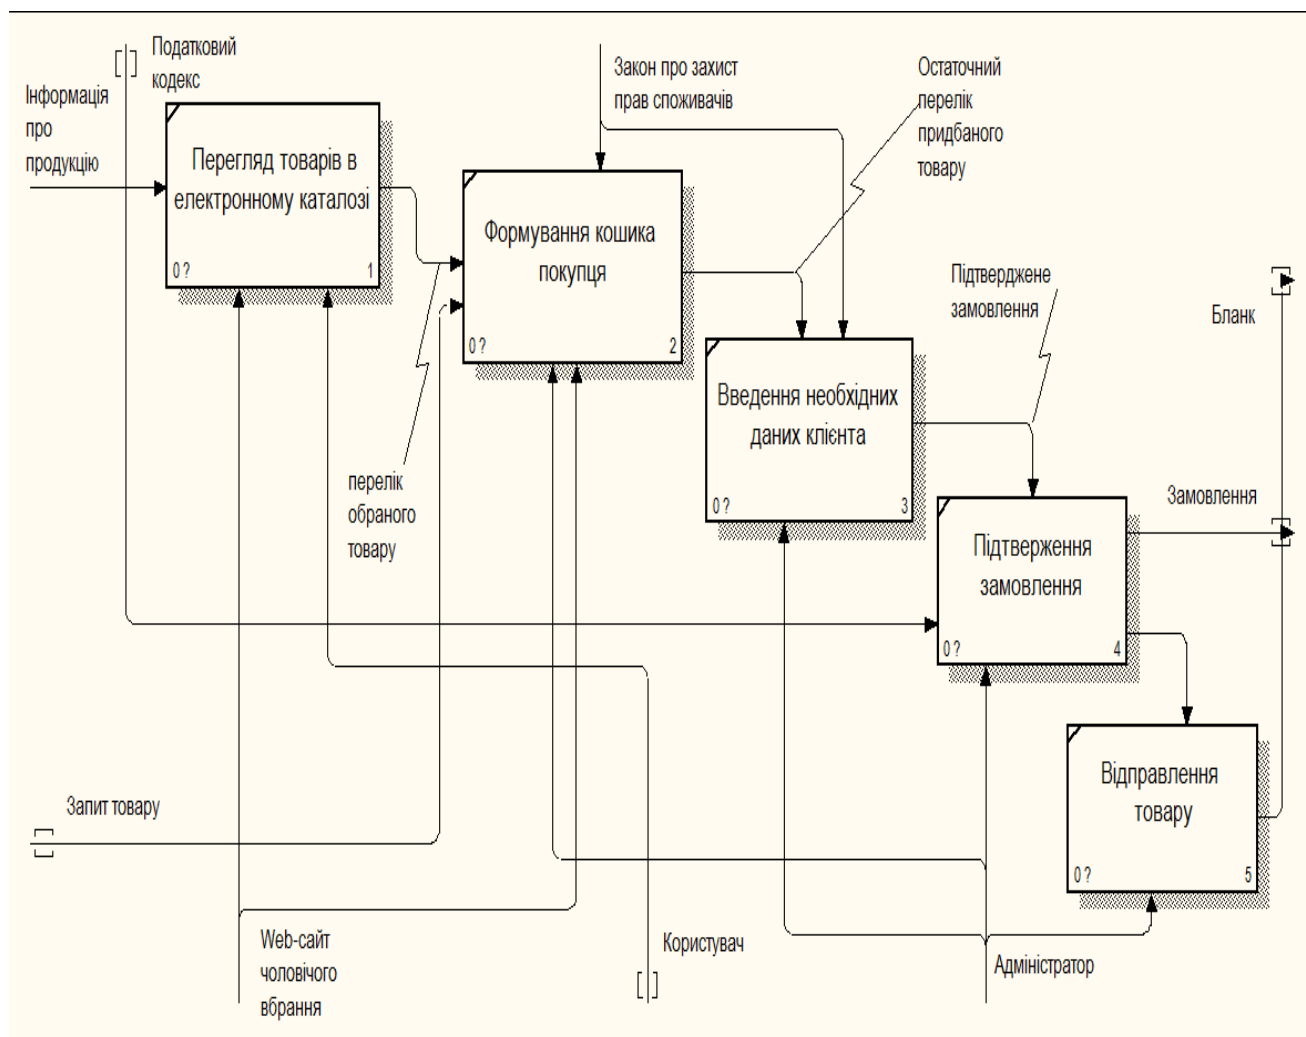 Податковий
кодекс
Інформація
про
продукцію
Закон про захист
прав споживачів
Остаточний
перелік
придбаного
товару
Перегляд товарів в
електронному каталозі
0 ?
1
Формування кошика
покупця
0 ?
2
Підтверджене
замовлення
Бланк
Введення необхідних
даних клієнта
0 ?
3
перелік
обраного
товару
Замовлення
Підтверження
замовлення
0 ?
4
Запит товару
Відправлення
товару
0 ?
5
Web-сайт
чоловічого
вбрання
Користувач
Адміністратор